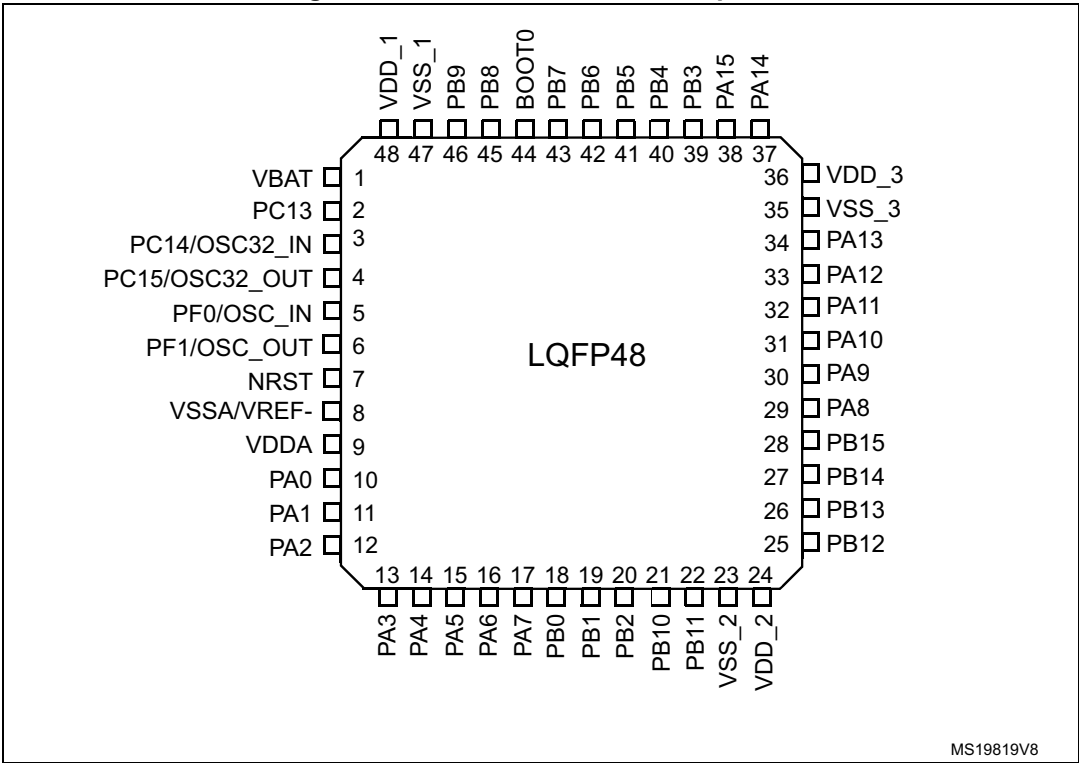 VDD_1
VSS_1
PB9
PB8
BOOT0
PB7
PB6
PB5
PB4
PB3
PA15
PA14
48 47 46 45 44 43 42 41 40 39 38 37
VBAT 1
PC13 2
PC14/OSC32_IN 3
PC15/OSC32_OUT 4
PF0/OSC_IN 5
PF1/OSC_OUT 6
NRST 7
VSSA/VREF- 8
VDDA 9
PA0 10
PA1 11
PA2 12
LQFP48
36 VDD_3
35 VSS_3
34 PA13
33 PA12
32 PA11
31 PA10
30 PA9
29 PA8
28 PB15
27 PB14
26 PB13
25 PB12
13 14 15 16 17 18 19 20 21 22 23 24
PA3
PA4
PA5
PA6
PA7
PB0
PB1
PB2
PB10
PB11
VSS_2
VDD_2
MS19819V8